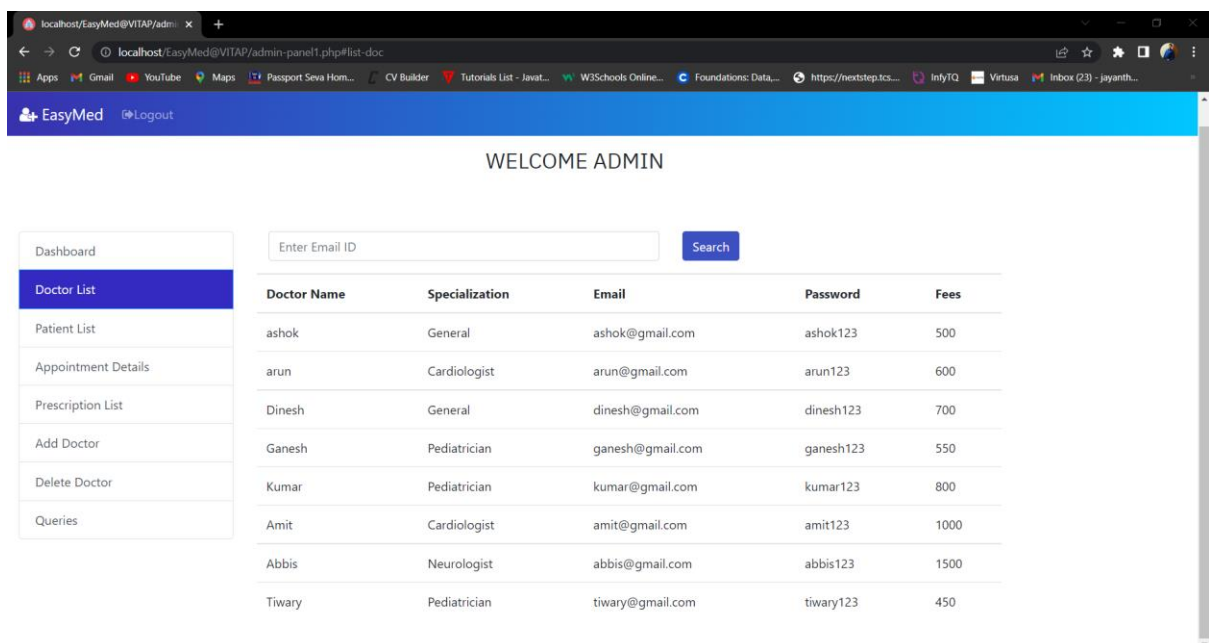 localhost/EasyMed@VITAP/admi
localhost/EasyMed@VITAP/admin-panel1.php#list-doc
Apps Gmail YouTube Maps Passport Seva Hom... CV Builder Tutorials List - Javat... W3Schools Online... Foundations: Data,... https://nextstep.tcs.... InfyTQ Virtusa Inbox (23) - jayanth...
EasyMed Logout
WELCOME ADMIN
Dashboard
Doctor List
Patient List
Appointment Details
Prescription List
Add Doctor
Delete Doctor
Queries
Enter Email ID Search
Doctor Name Specialization Email Password Fees
ashok General ashok@gmail.com ashok123 500
arun Cardiologist arun@gmail.com arun123 600
Dinesh General dinesh@gmail.com dinesh123 700
Ganesh Pediatrician ganesh@gmail.com ganesh123 550
Kumar Pediatrician kumar@gmail.com kumar123 800
Amit Cardiologist amit@gmail.com amit123 1000
Abbis Neurologist abbis@gmail.com abbis123 1500
Tiwary Pediatrician tiwary@gmail.com tiwary123 450